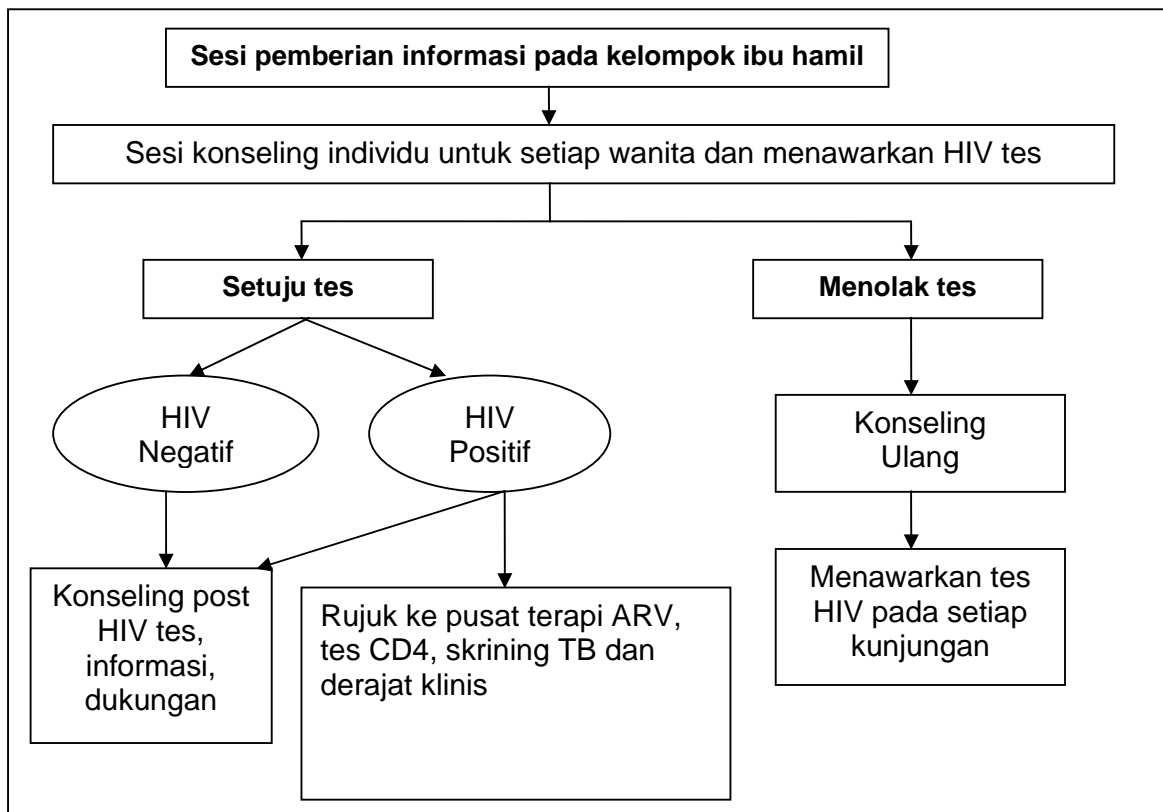 Sesi pemberian informasi pada kelompok ibu hamil
Sesi konseling individu untuk setiap wanita dan menawarkan HIV tes
Setuju tes
Menolak tes
HIV
Negatif
HIV
Positif
Konseling
Ulang
Konseling post
HIV tes,
informasi,
dukungan
Rujuk ke pusat terapi ARV,
tes CD4, skrining TB dan
derajat klinis
Menawarkan tes
HIV pada setiap
kunjungan